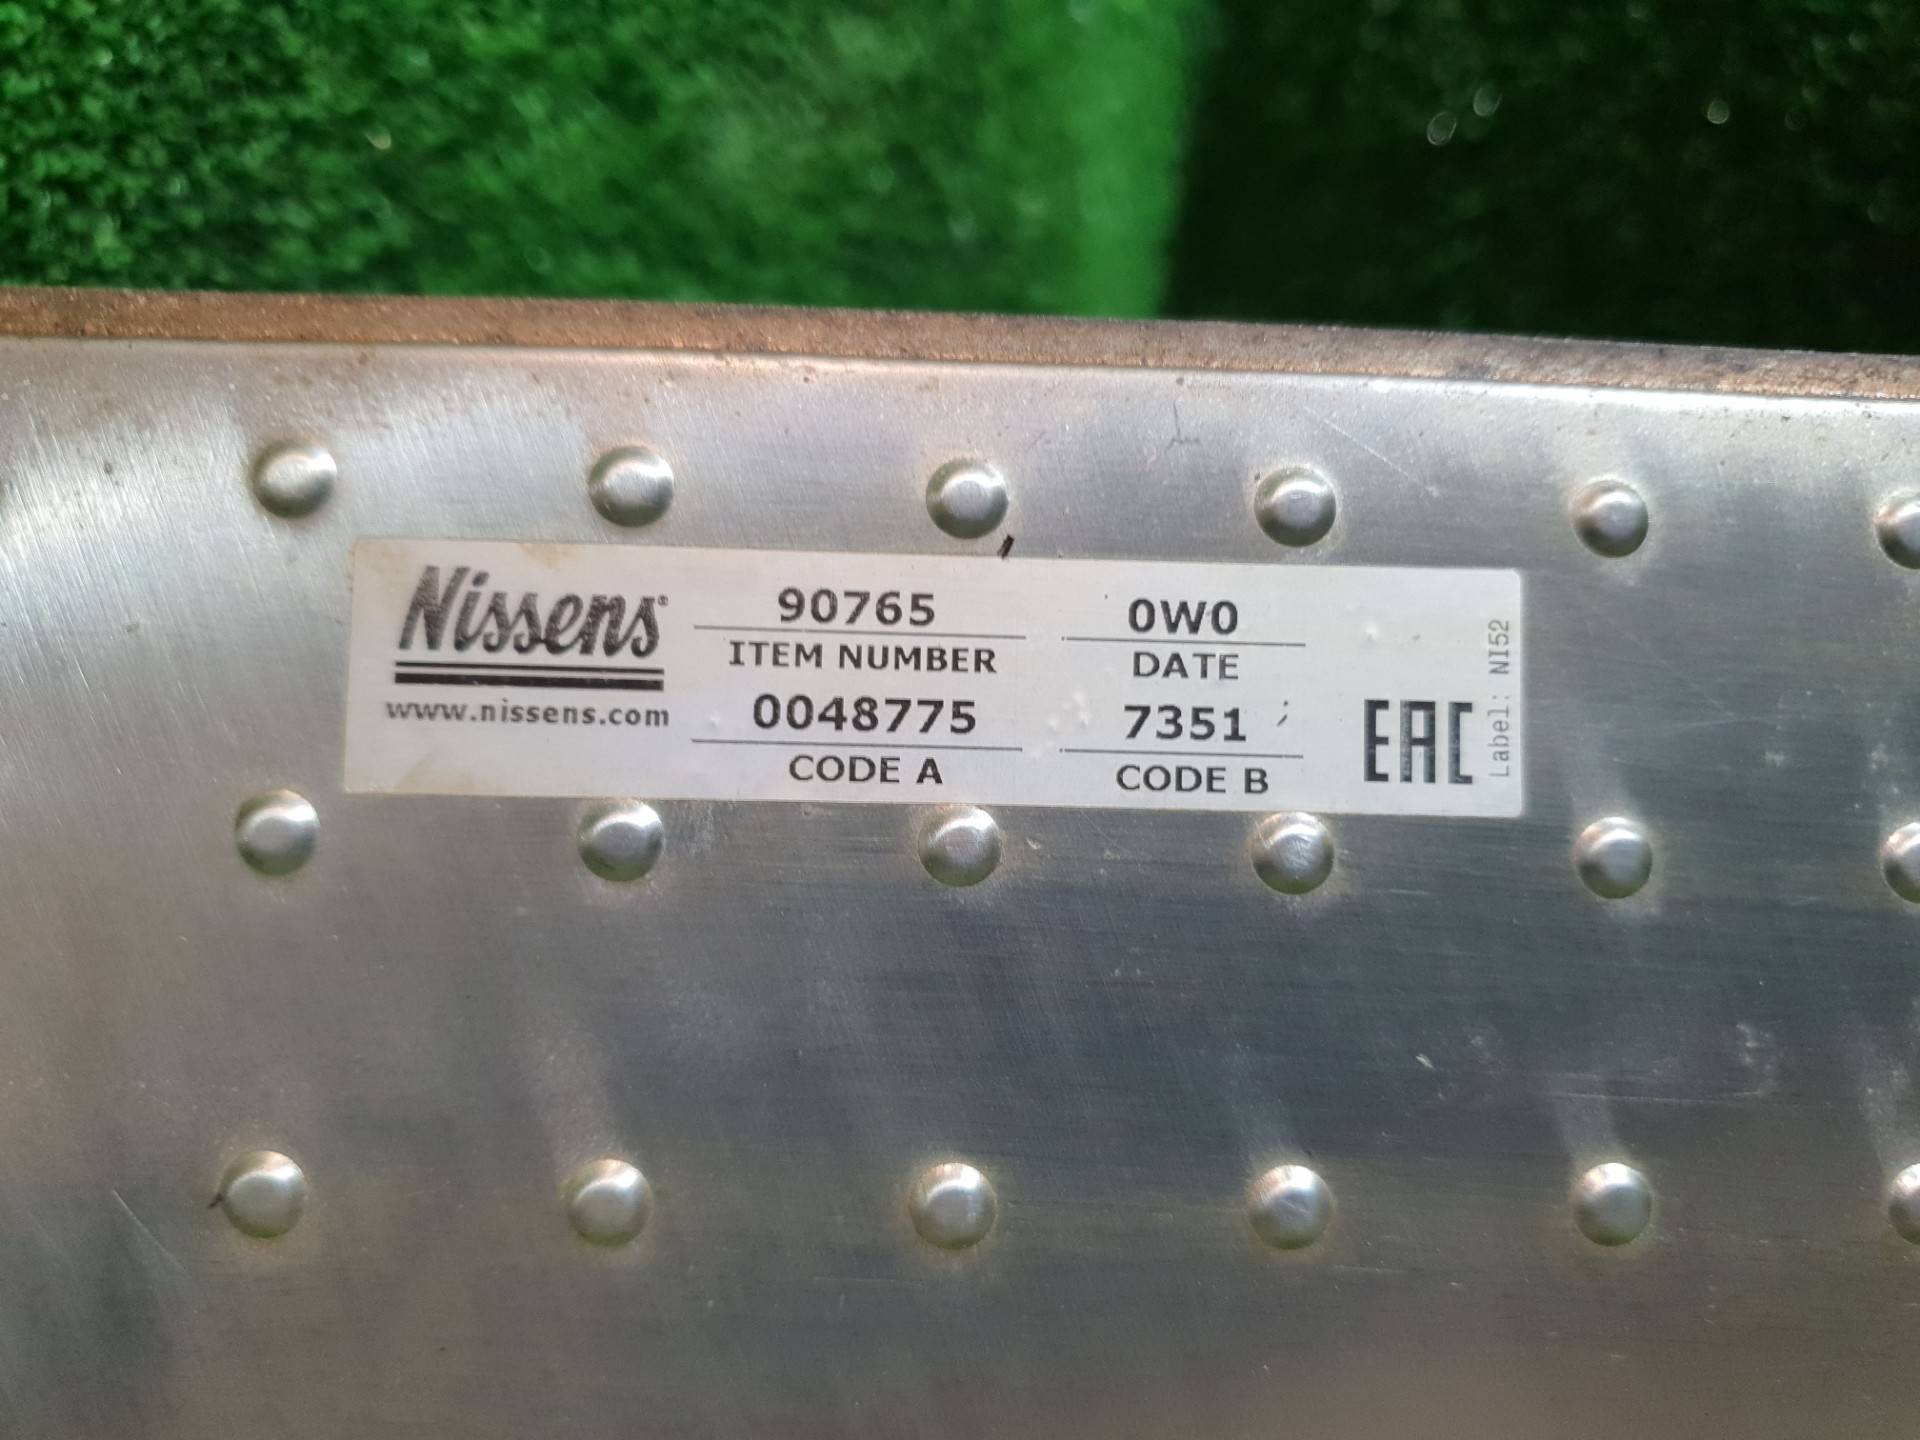 Nissens®
www.nissens.com
90765
ITEM NUMBER
0048775
CODE A
0W0
DATE
7351
CODE B
EAC
Label: NI52